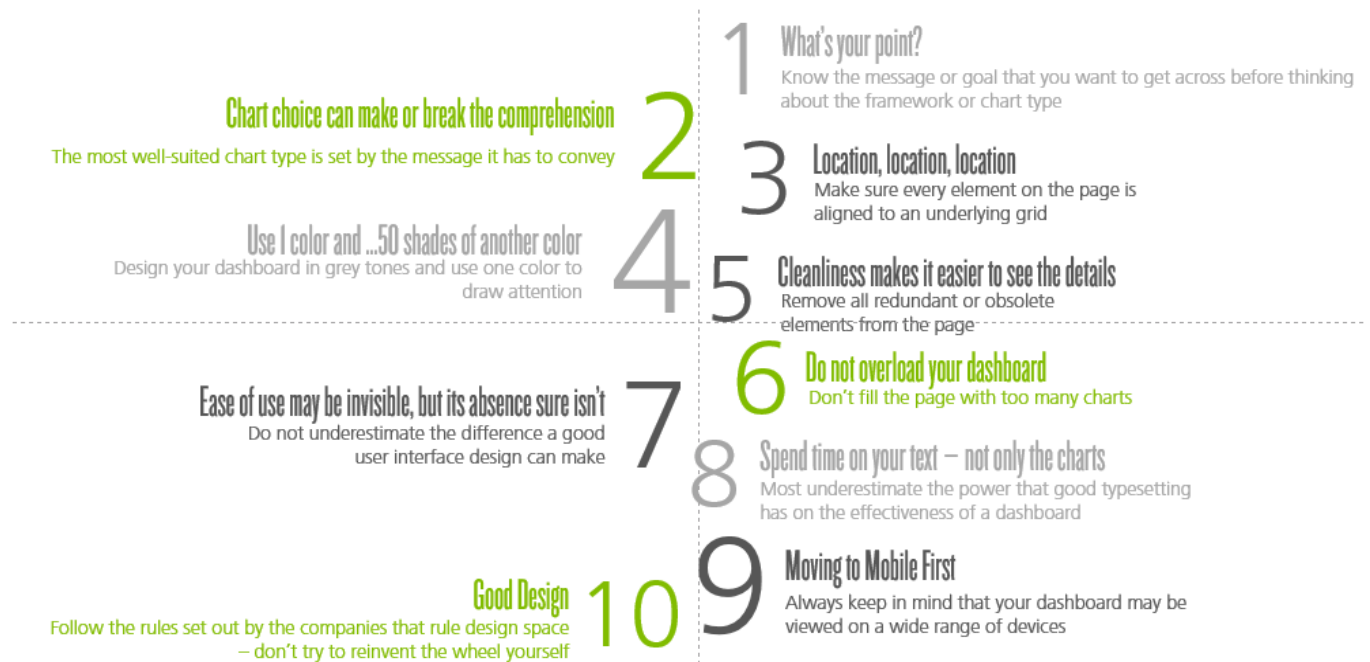 1
What's your point?
Know the message or goal that you want to get across before thinking
about the framework or chart type
2
Chart choice can make or break the comprehension
The most well-suited chart type is set by the message it has to convey
3
Location, location, location
Make sure every element on the page is
aligned to an underlying grid
4
Use 1 color and ...50 shades of another color
Design your dashboard in grey tones and use one color to
draw attention
5
Cleanliness makes it easier to see the details
Remove all redundant or obsolete
elements from the page
6
Do not overload your dashboard
Don't fill the page with too many charts
7
Ease of use may be invisible, but its absence sure isn't
Do not underestimate the difference a good
user interface design can make
8
Spend time on your text – not only the charts
Most underestimate the power that good typesetting
has on the effectiveness of a dashboard
9
Moving to Mobile First
Always keep in mind that your dashboard may be
viewed on a wide range of devices
10
Good Design
Follow the rules set out by the companies that rule design space
– don't try to reinvent the wheel yourself